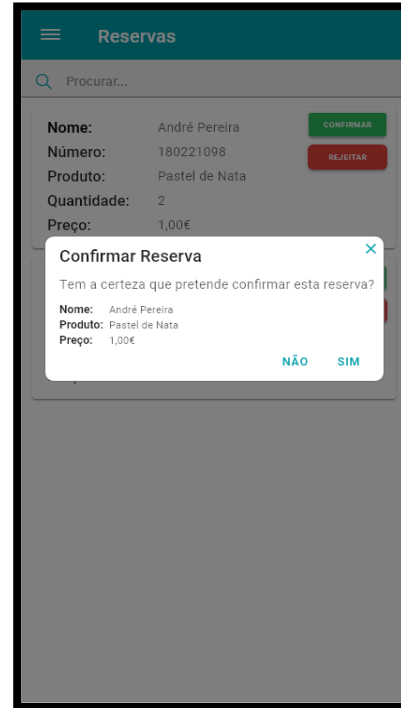 Reservas
Procurar...
Nome: André Pereira CONFIRMAR
Número: 180221098 REJEITAR
Produto: Pastel de Nata
Quantidade: 2
Preço: 1,00€
Confirmar Reserva ×
Tem a certeza que pretende confirmar esta reserva?
Nome: André Pereira
Produto: Pastel de Nata
Preço: 1,00€
NÃO SIM